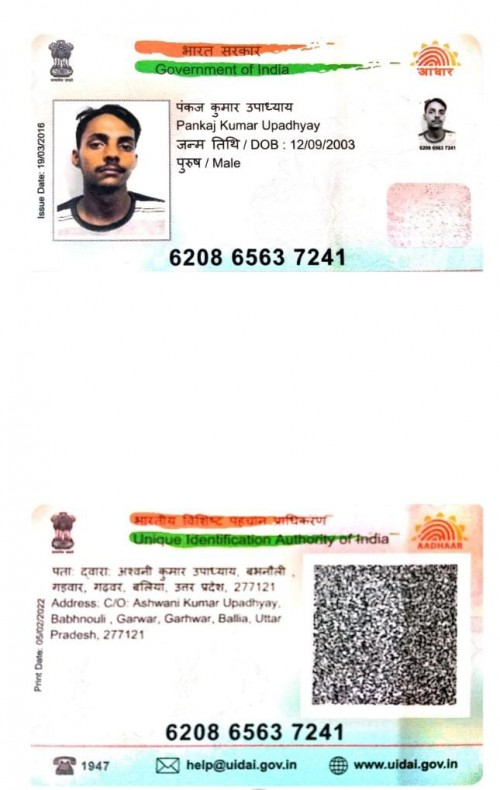 भारत सरकार
Government of India
आधार
Issue Date: 19/03/2016
पंकज कुमार उपाध्याय
Pankaj Kumar Upadhyay
जन्म तिथि / DOB : 12/09/2003
पुरुष / Male
6208 6563 7241
6208 6563 7241
भारतीय विशिष्ट पहचान प्राधिकरण
Unique Identification Authority of India
AADHAAR
Print Date: 05/02/2022
पता: द्वारा: अश्वनी कुमार उपाध्याय, बभनौली ,
गड़वार, गढ़वर, बलिया, उत्तर प्रदेश, 277121
Address: C/O: Ashwani Kumar Upadhyay,
Babhnouli , Garwar, Garhwar, Ballia, Uttar
Pradesh, 277121
6208 6563 7241
1947
help@uidai.gov.in
www.uidai.gov.in